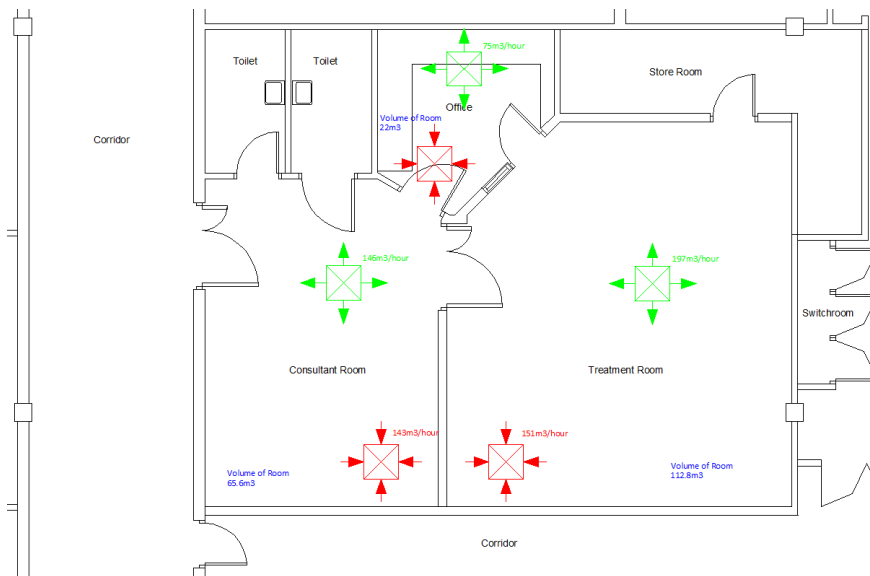 75m3/hour
Toilet
Toilet
Store Room
Office
Volume of Room
22m3
Corridor
146m3/hour
197m3/hour
Switchroom
Consultant Room
Treatment Room
143m3/hour
151m3/hour
Volume of Room
65.6m3
Volume of Room
112.8m3
Corridor